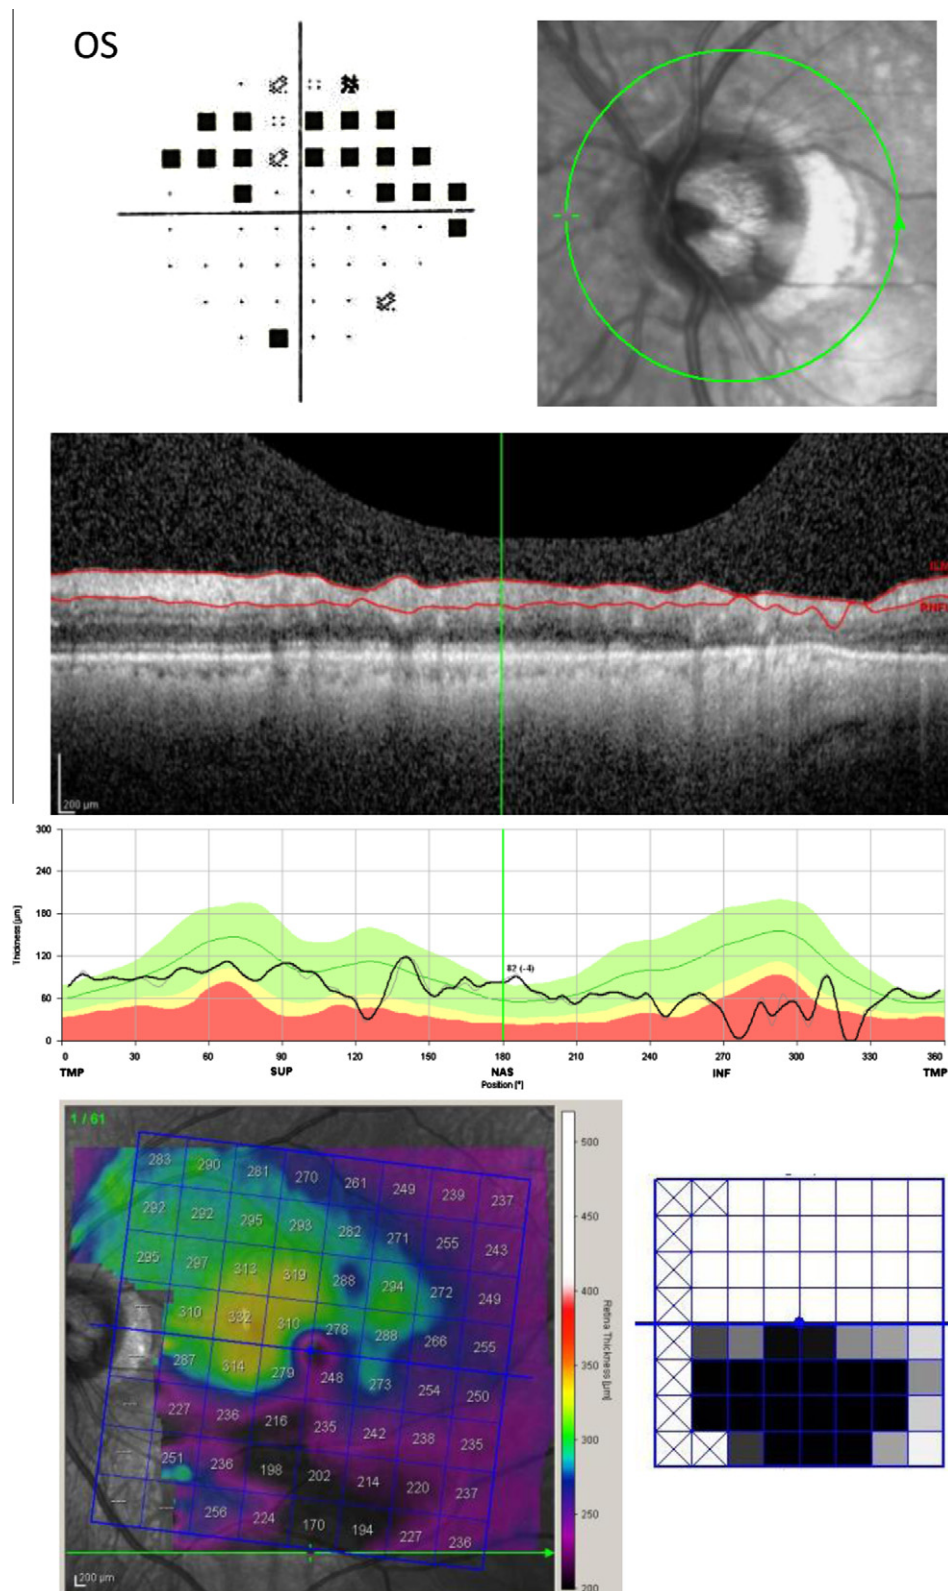 OS
ILM
RNFL
200 µm
300
240
180
120
60
0
Thickness [µm]
82 (-4)
0 30 60 90 120 150 180 210 240 270 300 330 360
TMP SUP NAS INF TMP
Position [°]
1 / 61
283 290 281 270 261 249 239 237
292 292 295 293 282 271 255 243
295 297 313 319 288 294 272 249
310 332 310 278 288 266 255
287 314 279 248 273 254 250
227 236 216 235 242 238 235
251 236 198 202 214 220 237
256 224 170 194 227 236
200 µm
500
450
400
350
300
250
200
Retina Thickness [µm]